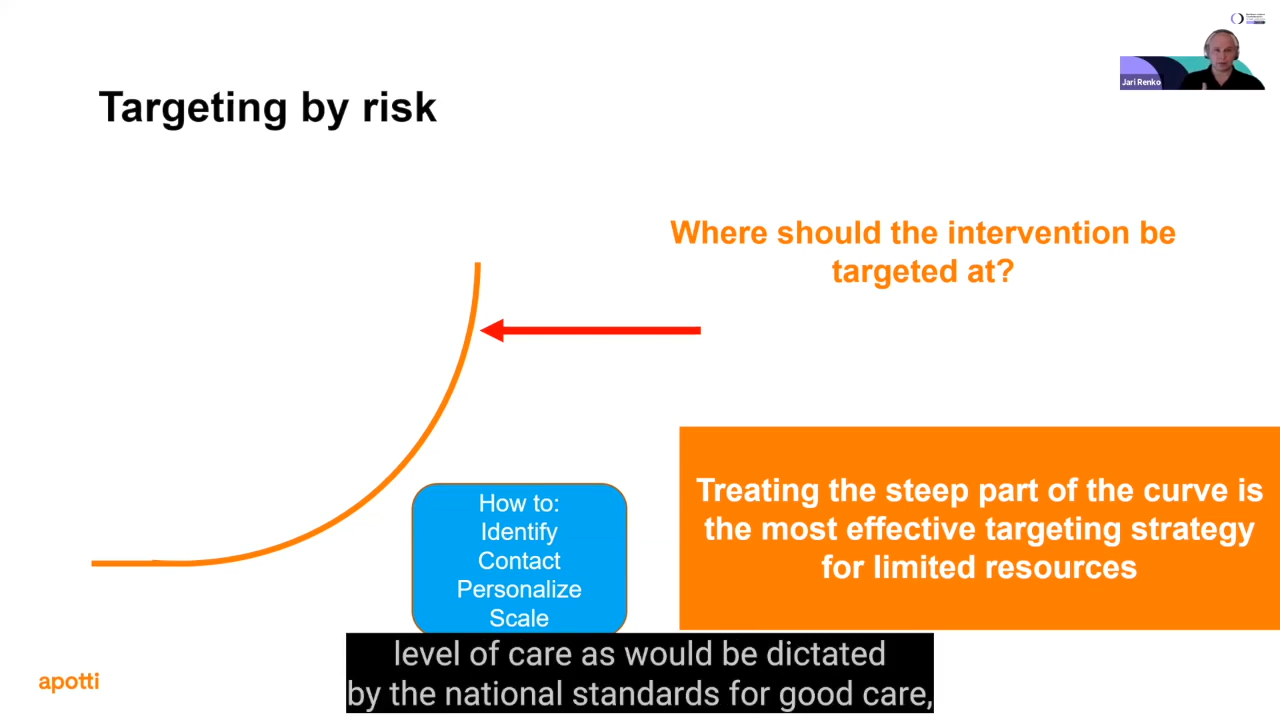 Jari Renko
Targeting by risk
Where should the intervention be
targeted at?
How to:
Identify
Contact
Personalize
Scale
Treating the steep part of the curve is
the most effective targeting strategy
for limited resources
level of care as would be dictated
by the national standards for good care,
apotti